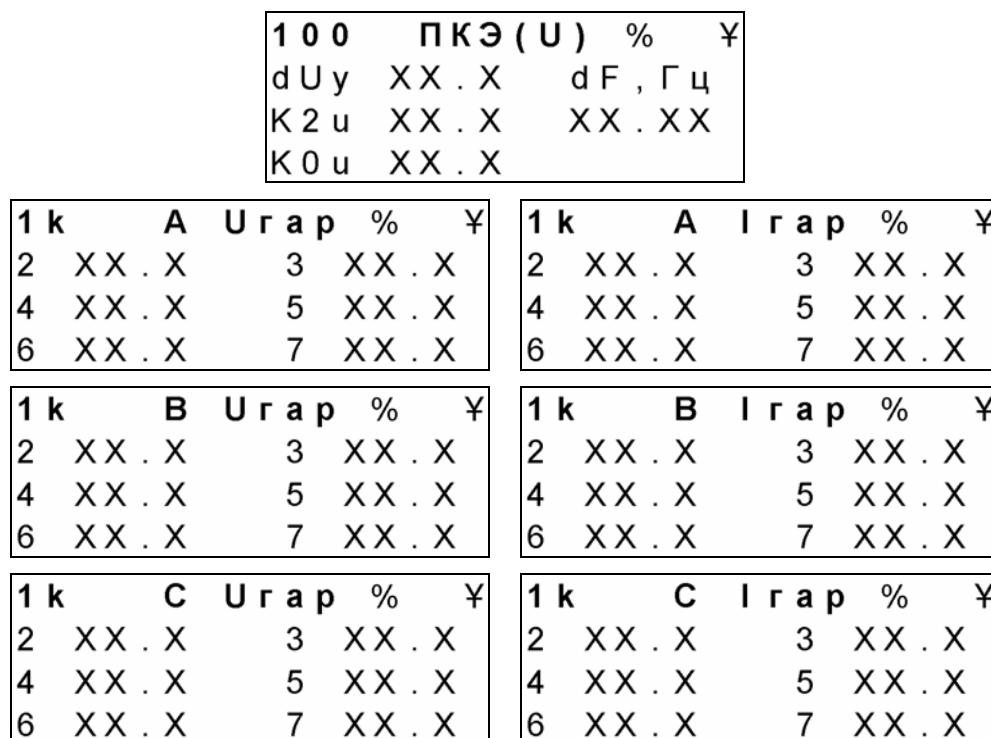 100 ПКЭ(U) % ¥
dUy XX.X dF,Гц
K2u XX.X XX.XX
K0u XX.X
1k A Uгар % ¥
2 XX.X 3 XX.X
4 XX.X 5 XX.X
6 XX.X 7 XX.X
1k A Iгар % ¥
2 XX.X 3 XX.X
4 XX.X 5 XX.X
6 XX.X 7 XX.X
1k B Uгар % ¥
2 XX.X 3 XX.X
4 XX.X 5 XX.X
6 XX.X 7 XX.X
1k B Iгар % ¥
2 XX.X 3 XX.X
4 XX.X 5 XX.X
6 XX.X 7 XX.X
1k C Uгар % ¥
2 XX.X 3 XX.X
4 XX.X 5 XX.X
6 XX.X 7 XX.X
1k C Iгар % ¥
2 XX.X 3 XX.X
4 XX.X 5 XX.X
6 XX.X 7 XX.X